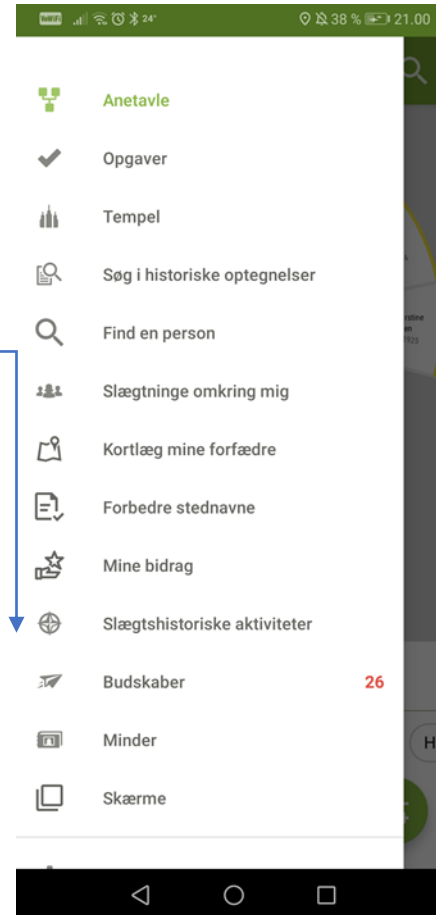 24°
38 %
21.00
Anetavle
Opgaver
Tempel
Søg i historiske optegnelser
Find en person
Slægtninge omkring mig
Kortlæg mine forfædre
Forbedre stednavne
Mine bidrag
Slægtshistoriske aktiviteter
Budskaber 26
Minder
Skærme
H